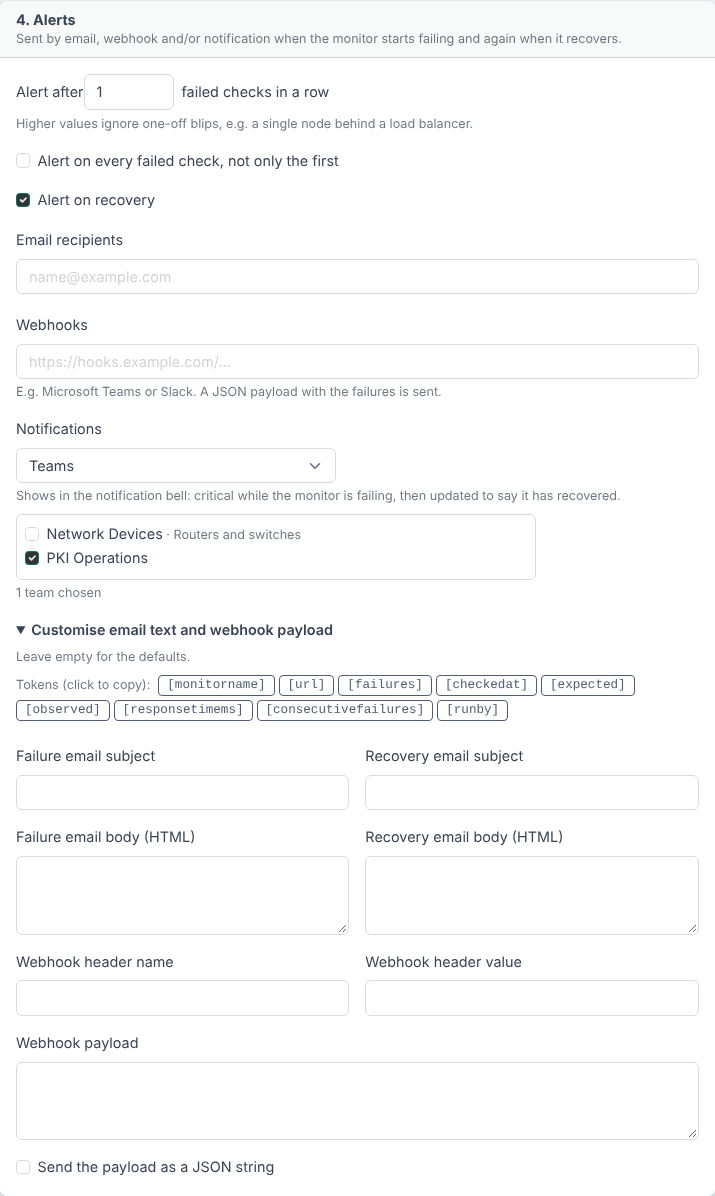 4. Alerts
Sent by email, webhook and/or notification when the monitor starts failing and again when it recovers.
Alert after 1 failed checks in a row
Higher values ignore one-off blips, e.g. a single node behind a load balancer.
Alert on every failed check, not only the first
Alert on recovery
Email recipients
name@example.com
Webhooks
https://hooks.example.com/...
E.g. Microsoft Teams or Slack. A JSON payload with the failures is sent.
Notifications
Teams
Shows in the notification bell: critical while the monitor is failing, then updated to say it has recovered.
Network Devices · Routers and switches
PKI Operations
1 team chosen
▼ Customise email text and webhook payload
Leave empty for the defaults.
Tokens (click to copy): [monitorname] [url] [failures] [checkedat] [expected]
[observed] [responsetimems] [consecutivefailures] [runby]
Failure email subject
Recovery email subject
Failure email body (HTML)
Recovery email body (HTML)
Webhook header name
Webhook header value
Webhook payload
Send the payload as a JSON string